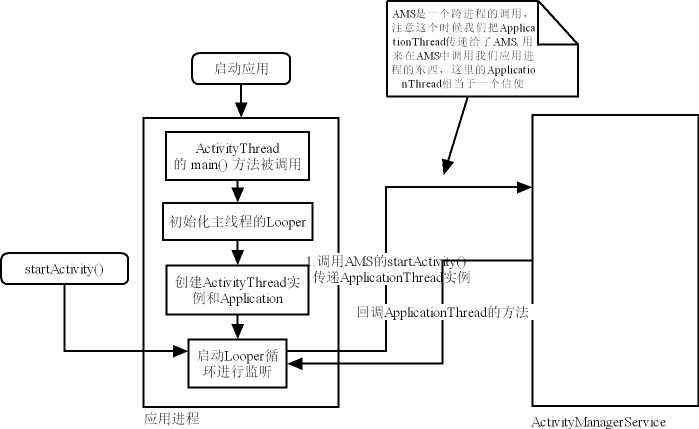 AMS是一个跨进程的调用，
注意这个时候我们把Applica
tionThread传递给了AMS, 用
来在AMS中调用我们应用进
程的东西，这里的Applicatio
nThread相当于一个信使
启动应用
ActivityThread
的 main() 方法被调用
初始化主线程的Looper
startActivity()
创建ActivityThread实
例和Application
1.调用AMS的startActivity()
传递ApplicationThread实例
回调ApplicationThread的方法
启动Looper循
环进行监听
应用进程
ActivityManagerService